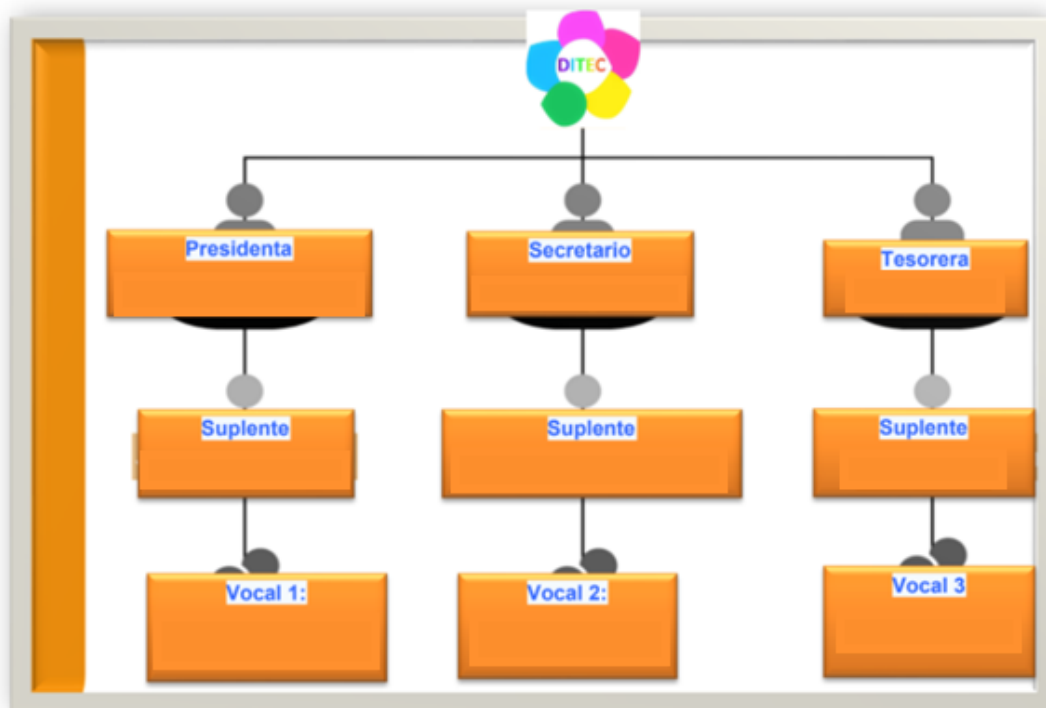 DITEC
Presidenta
Secretario
Tesorera
Suplente
Suplente
Suplente
Vocal 1:
Vocal 2:
Vocal 3